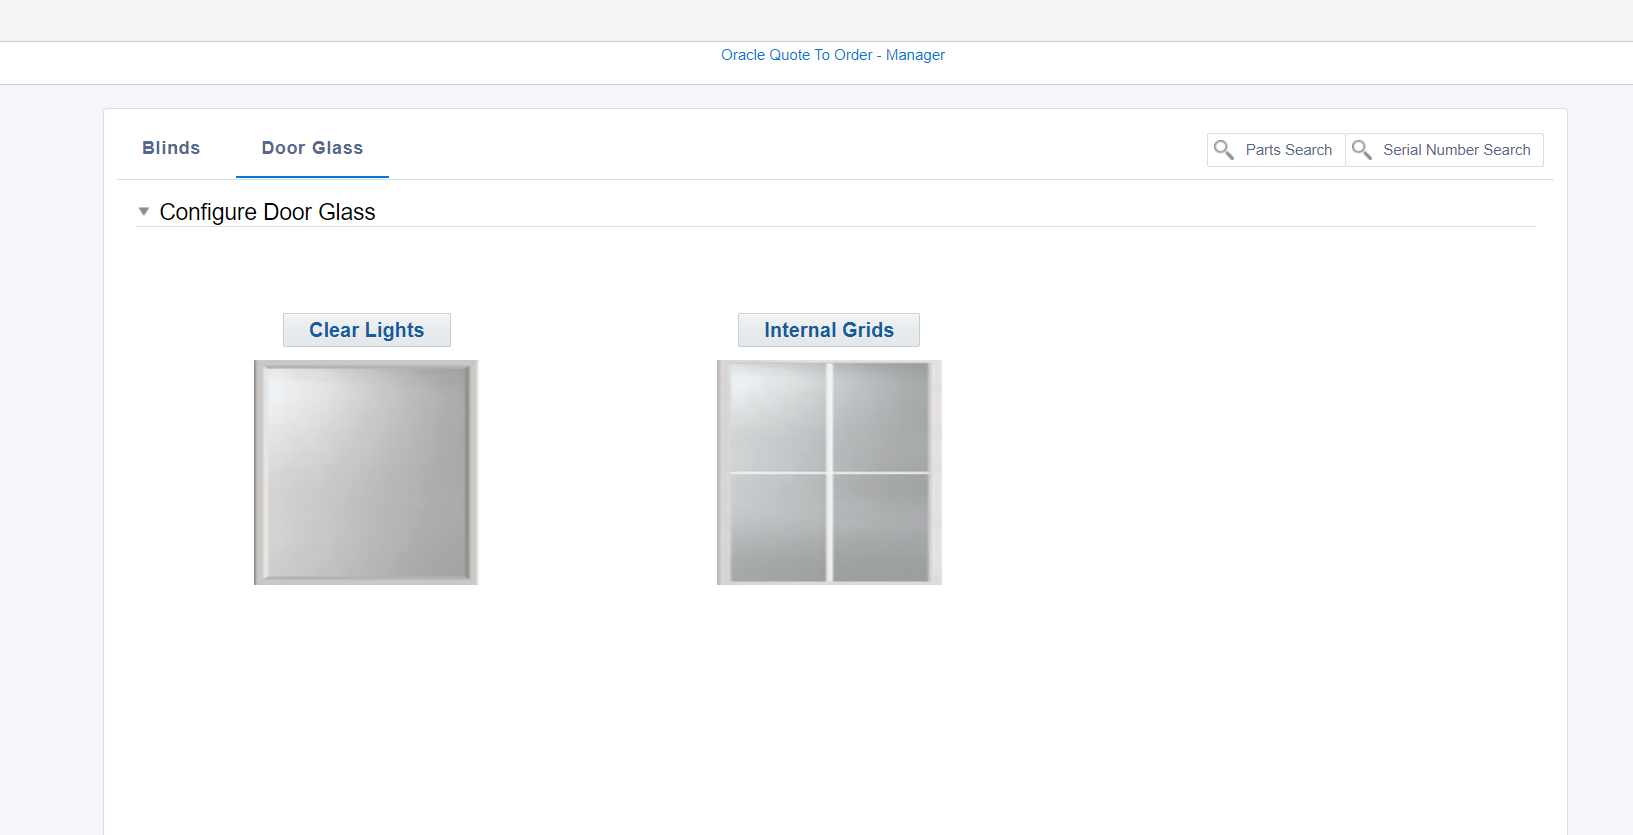 Oracle Quote To Order - Manager
Blinds
Door Glass
Parts Search
Serial Number Search
Configure Door Glass
Clear Lights
Internal Grids